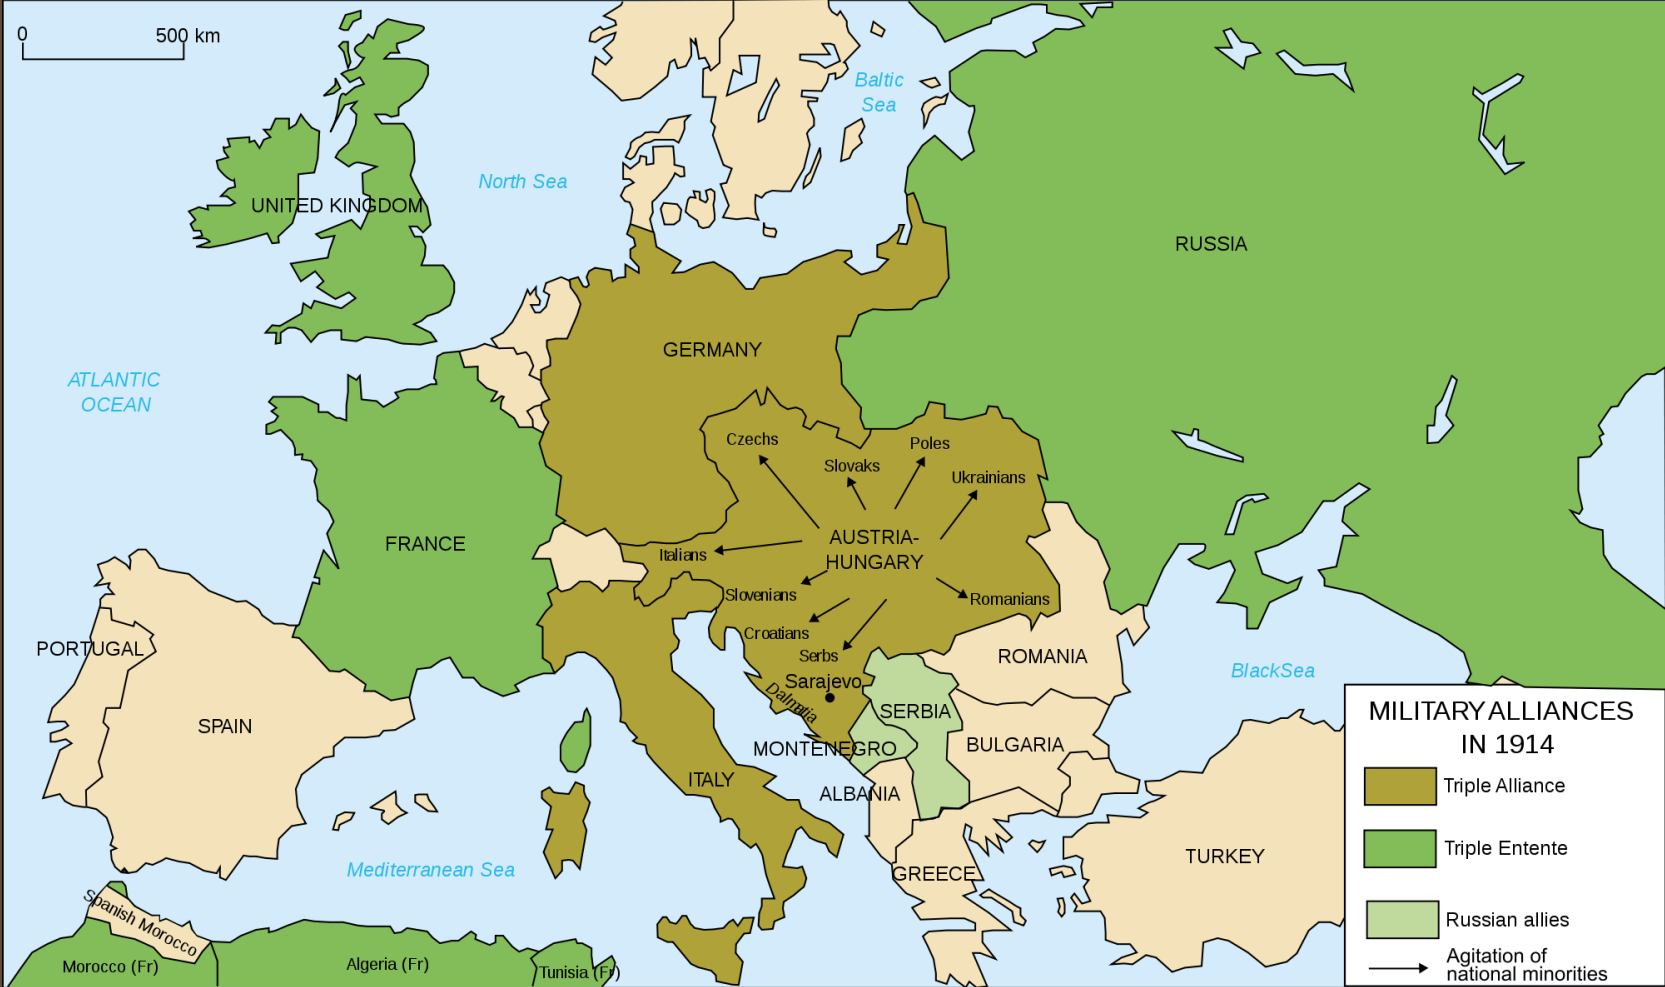 0 500 km
Baltic
Sea
North Sea
UNITED KINGDOM
RUSSIA
GERMANY
ATLANTIC
OCEAN
Czechs
Poles
Slovaks
Ukrainians
FRANCE
AUSTRIA-
HUNGARY
Italians
Slovenians
Romanians
Croatians
PORTUGAL
Serbs
ROMANIA
BlackSea
Sarajevo
Dalmatia
SERBIA
SPAIN
MONTENEGRO
BULGARIA
ITALY
ALBANIA
Mediterranean Sea
GREECE
TURKEY
Spanish Morocco
Morocco (Fr)
Algeria (Fr)
Tunisia (Fr)
MILITARY ALLIANCES
IN 1914
Triple Alliance
Triple Entente
Russian allies
Agitation of
national minorities